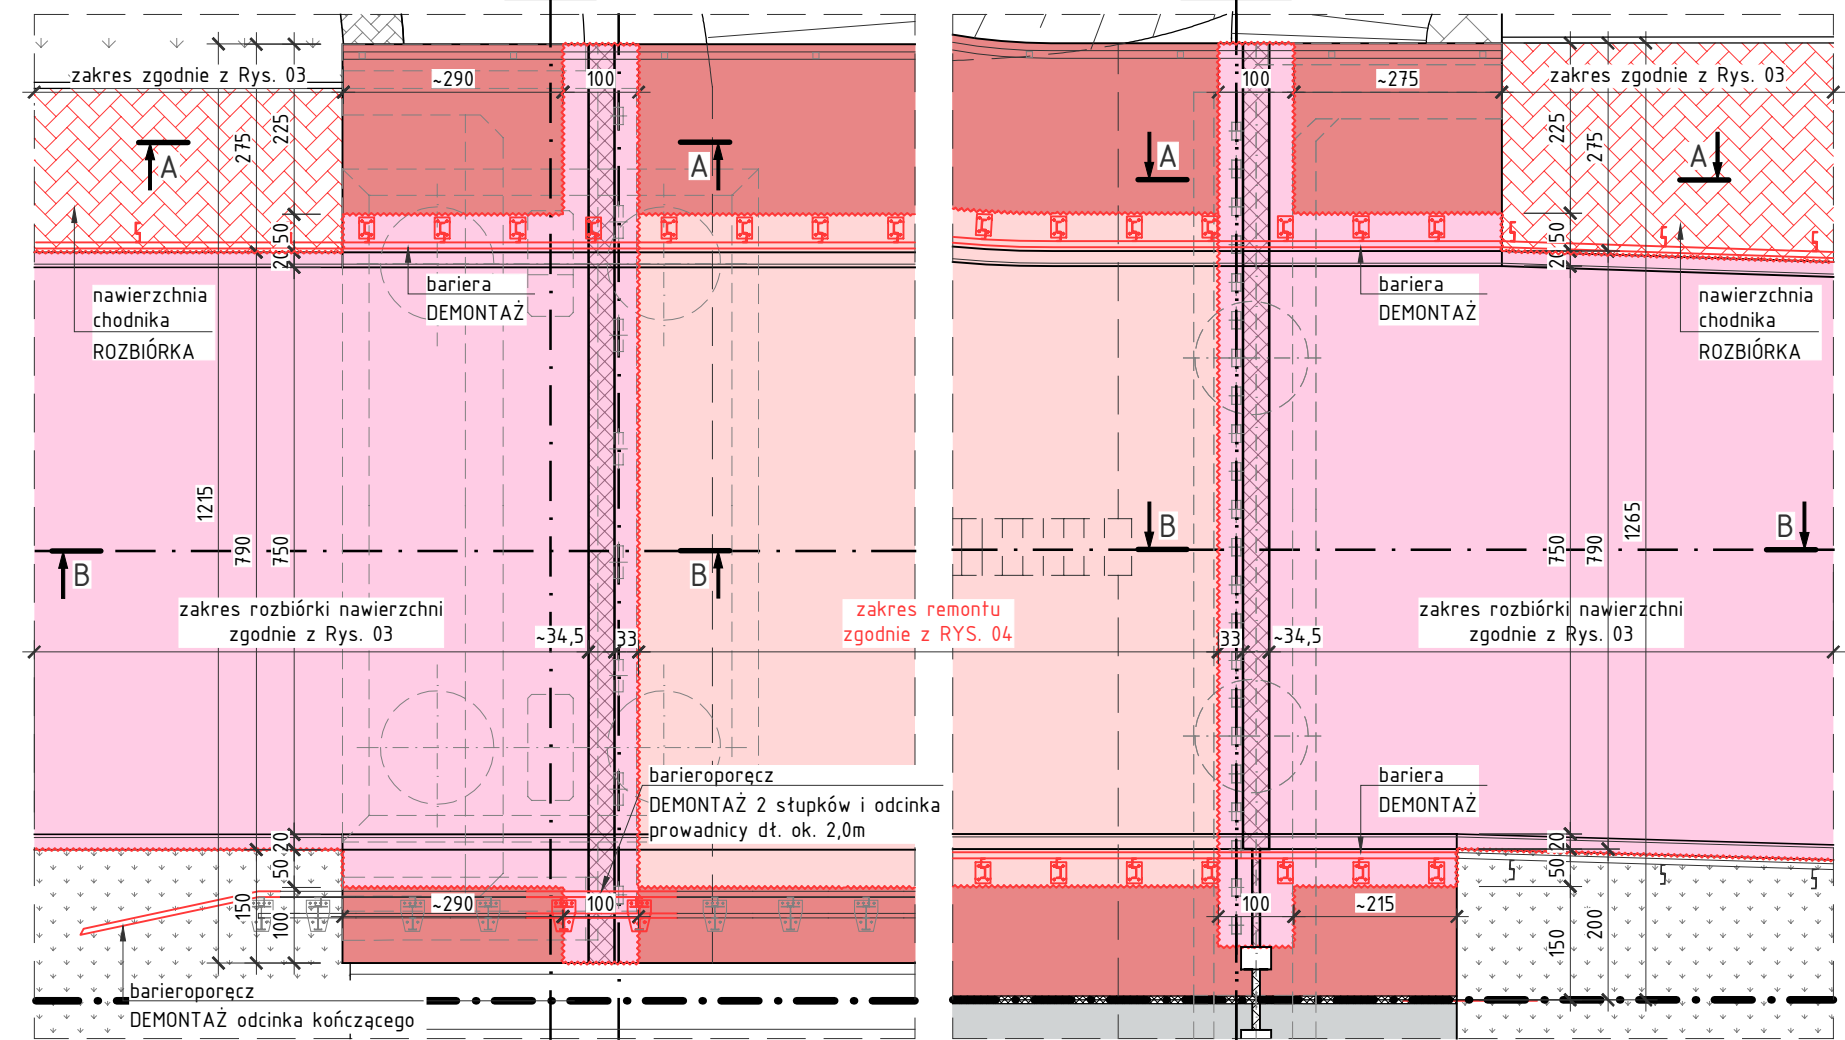 zakres zgodnie z Rys. 03
~290
100
100
~275
zakres zgodnie z Rys. 03
225
275
A
A
A
A
225
275
50
20
50
20
nawierzchnia
chodnika
ROZBIÓRKA
bariera
DEMONTAŻ
bariera
DEMONTAŻ
nawierzchnia
chodnika
ROZBIÓRKA
1215
790
750
B
B
B
B
750
790
1265
zakres rozbiórki nawierzchni
zgodnie z Rys. 03
~34,5
33
zakres remontu
zgodnie z RYS. 04
33
~34,5
zakres rozbiórki nawierzchni
zgodnie z Rys. 03
barieroporęcz
DEMONTAŻ 2 słupków i odcinka
prowadnicy dł. ok. 2,0m
bariera
DEMONTAŻ
20
50
150
100
~290
100
100
~215
20
50
150
200
barieroporęcz
DEMONTAŻ odcinka kończącego